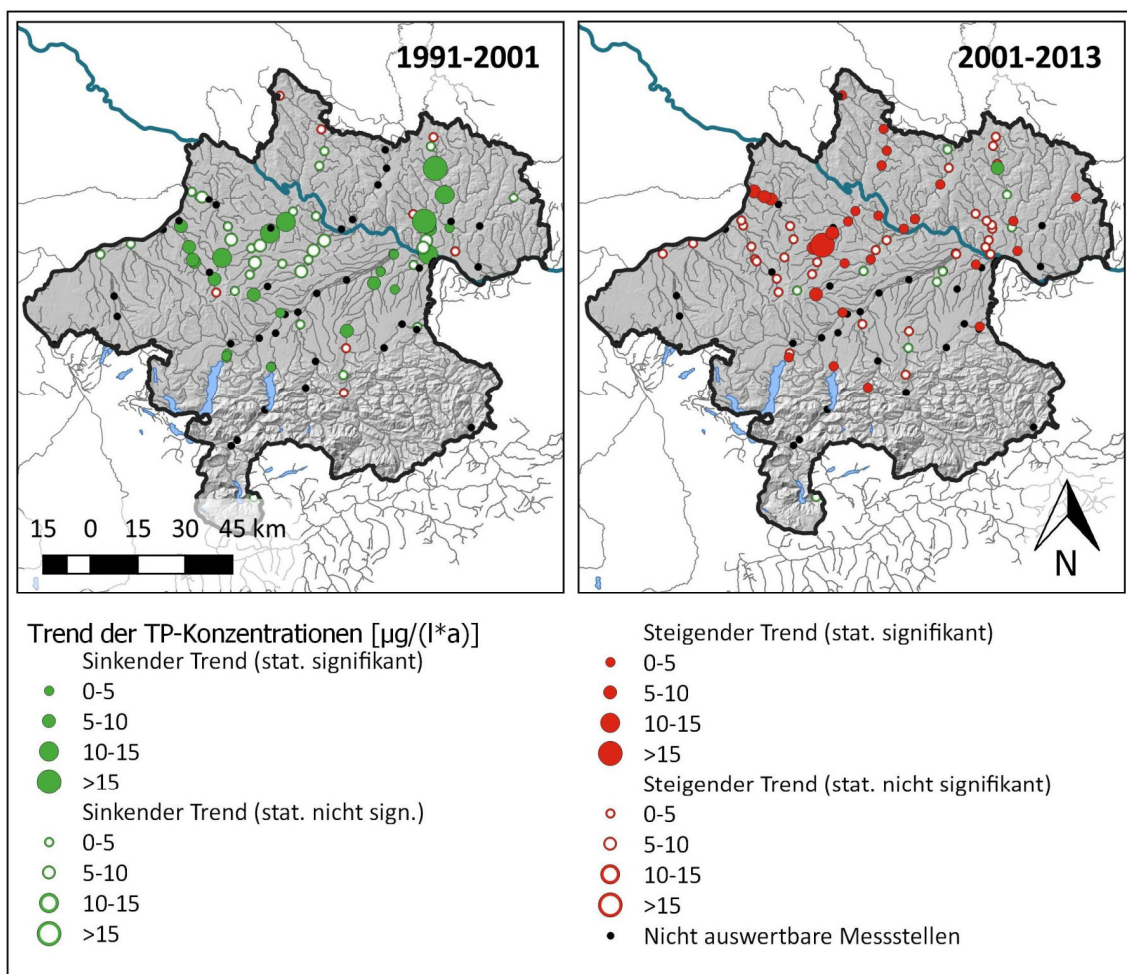 1991-2001
2001-2013
15 0 15 30 45 km
N
Trend der TP-Konzentrationen [µg/(l*a)]
Sinkender Trend (stat. signifikant)
0-5
5-10
10-15
>15
Sinkender Trend (stat. nicht sign.)
0-5
5-10
10-15
>15
Steigender Trend (stat. signifikant)
0-5
5-10
10-15
>15
Steigender Trend (stat. nicht signifikant)
0-5
5-10
10-15
>15
Nicht auswertbare Messstellen